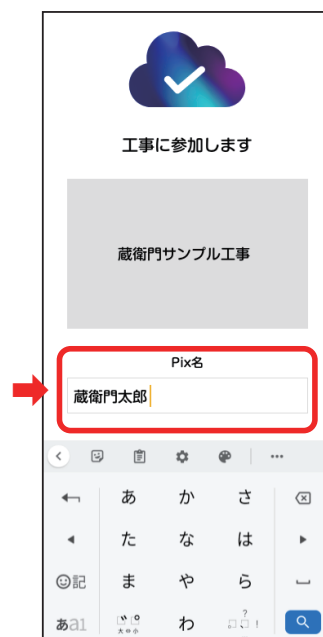 工事に参加します
蔵衛門サンプル工事
Pix名
蔵衛門太郎
あ か さ
た な は
記 ま や ら
あa1 大⇔小 わ ? !